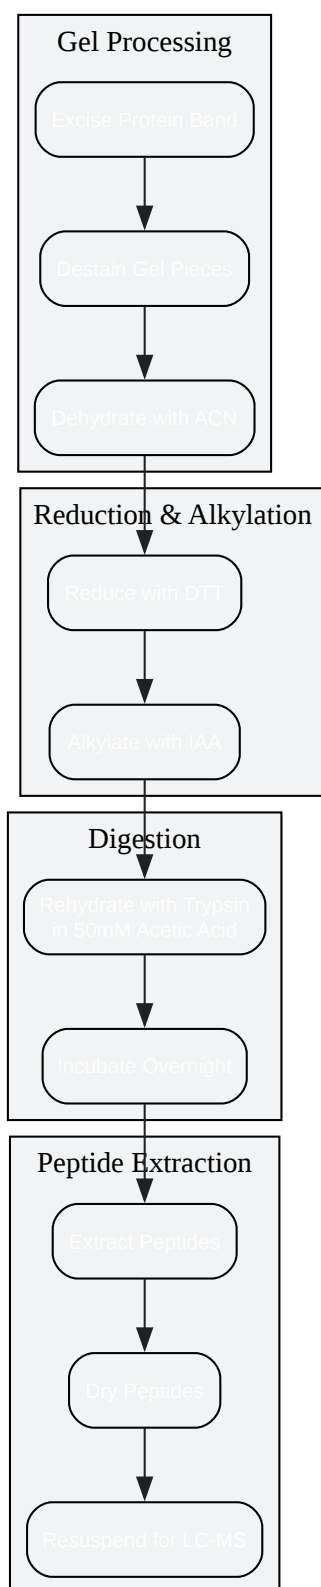 Gel Processing
Excise Protein Band
Destain Gel Pieces
Dehydrate with ACN
Reduction & Alkylation
Reduce with DTT
Alkylate with IAA
Digestion
Rehydrate with Trypsin
in 50mM Acetic Acid
Incubate Overnight
Peptide Extraction
Extract Peptides
Dry Peptides
Resuspend for LC-MS